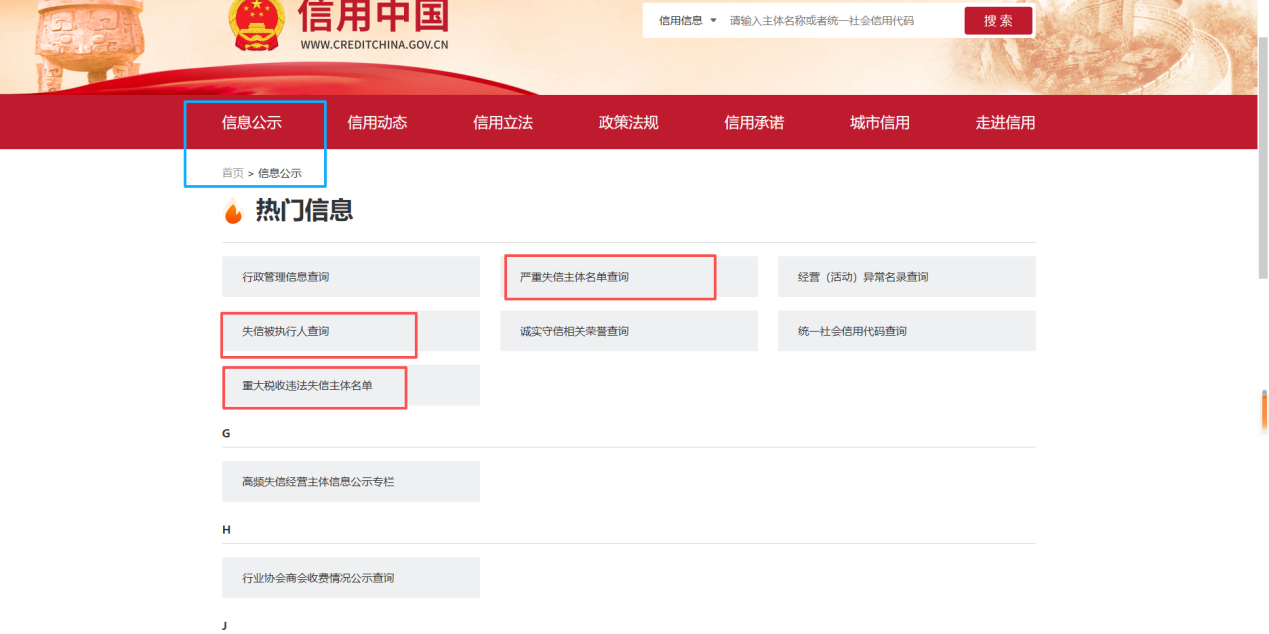 信用中国
WWW.CREDITCHINA.GOV.CN
信用信息 请输入主体名称或者统一社会信用代码 搜索
信息公示 信用动态 信用立法 政策法规 信用承诺 城市信用 走进信用
首页 > 信息公示
热门信息
行政管理信息查询 严重失信主体名单查询 经营（活动）异常名录查询
失信被执行人查询 诚实守信相关荣誉查询 统一社会信用代码查询
重大税收违法失信主体名单
G
高频失信经营主体信息公示专栏
H
行业协会商会收费情况公示查询
J